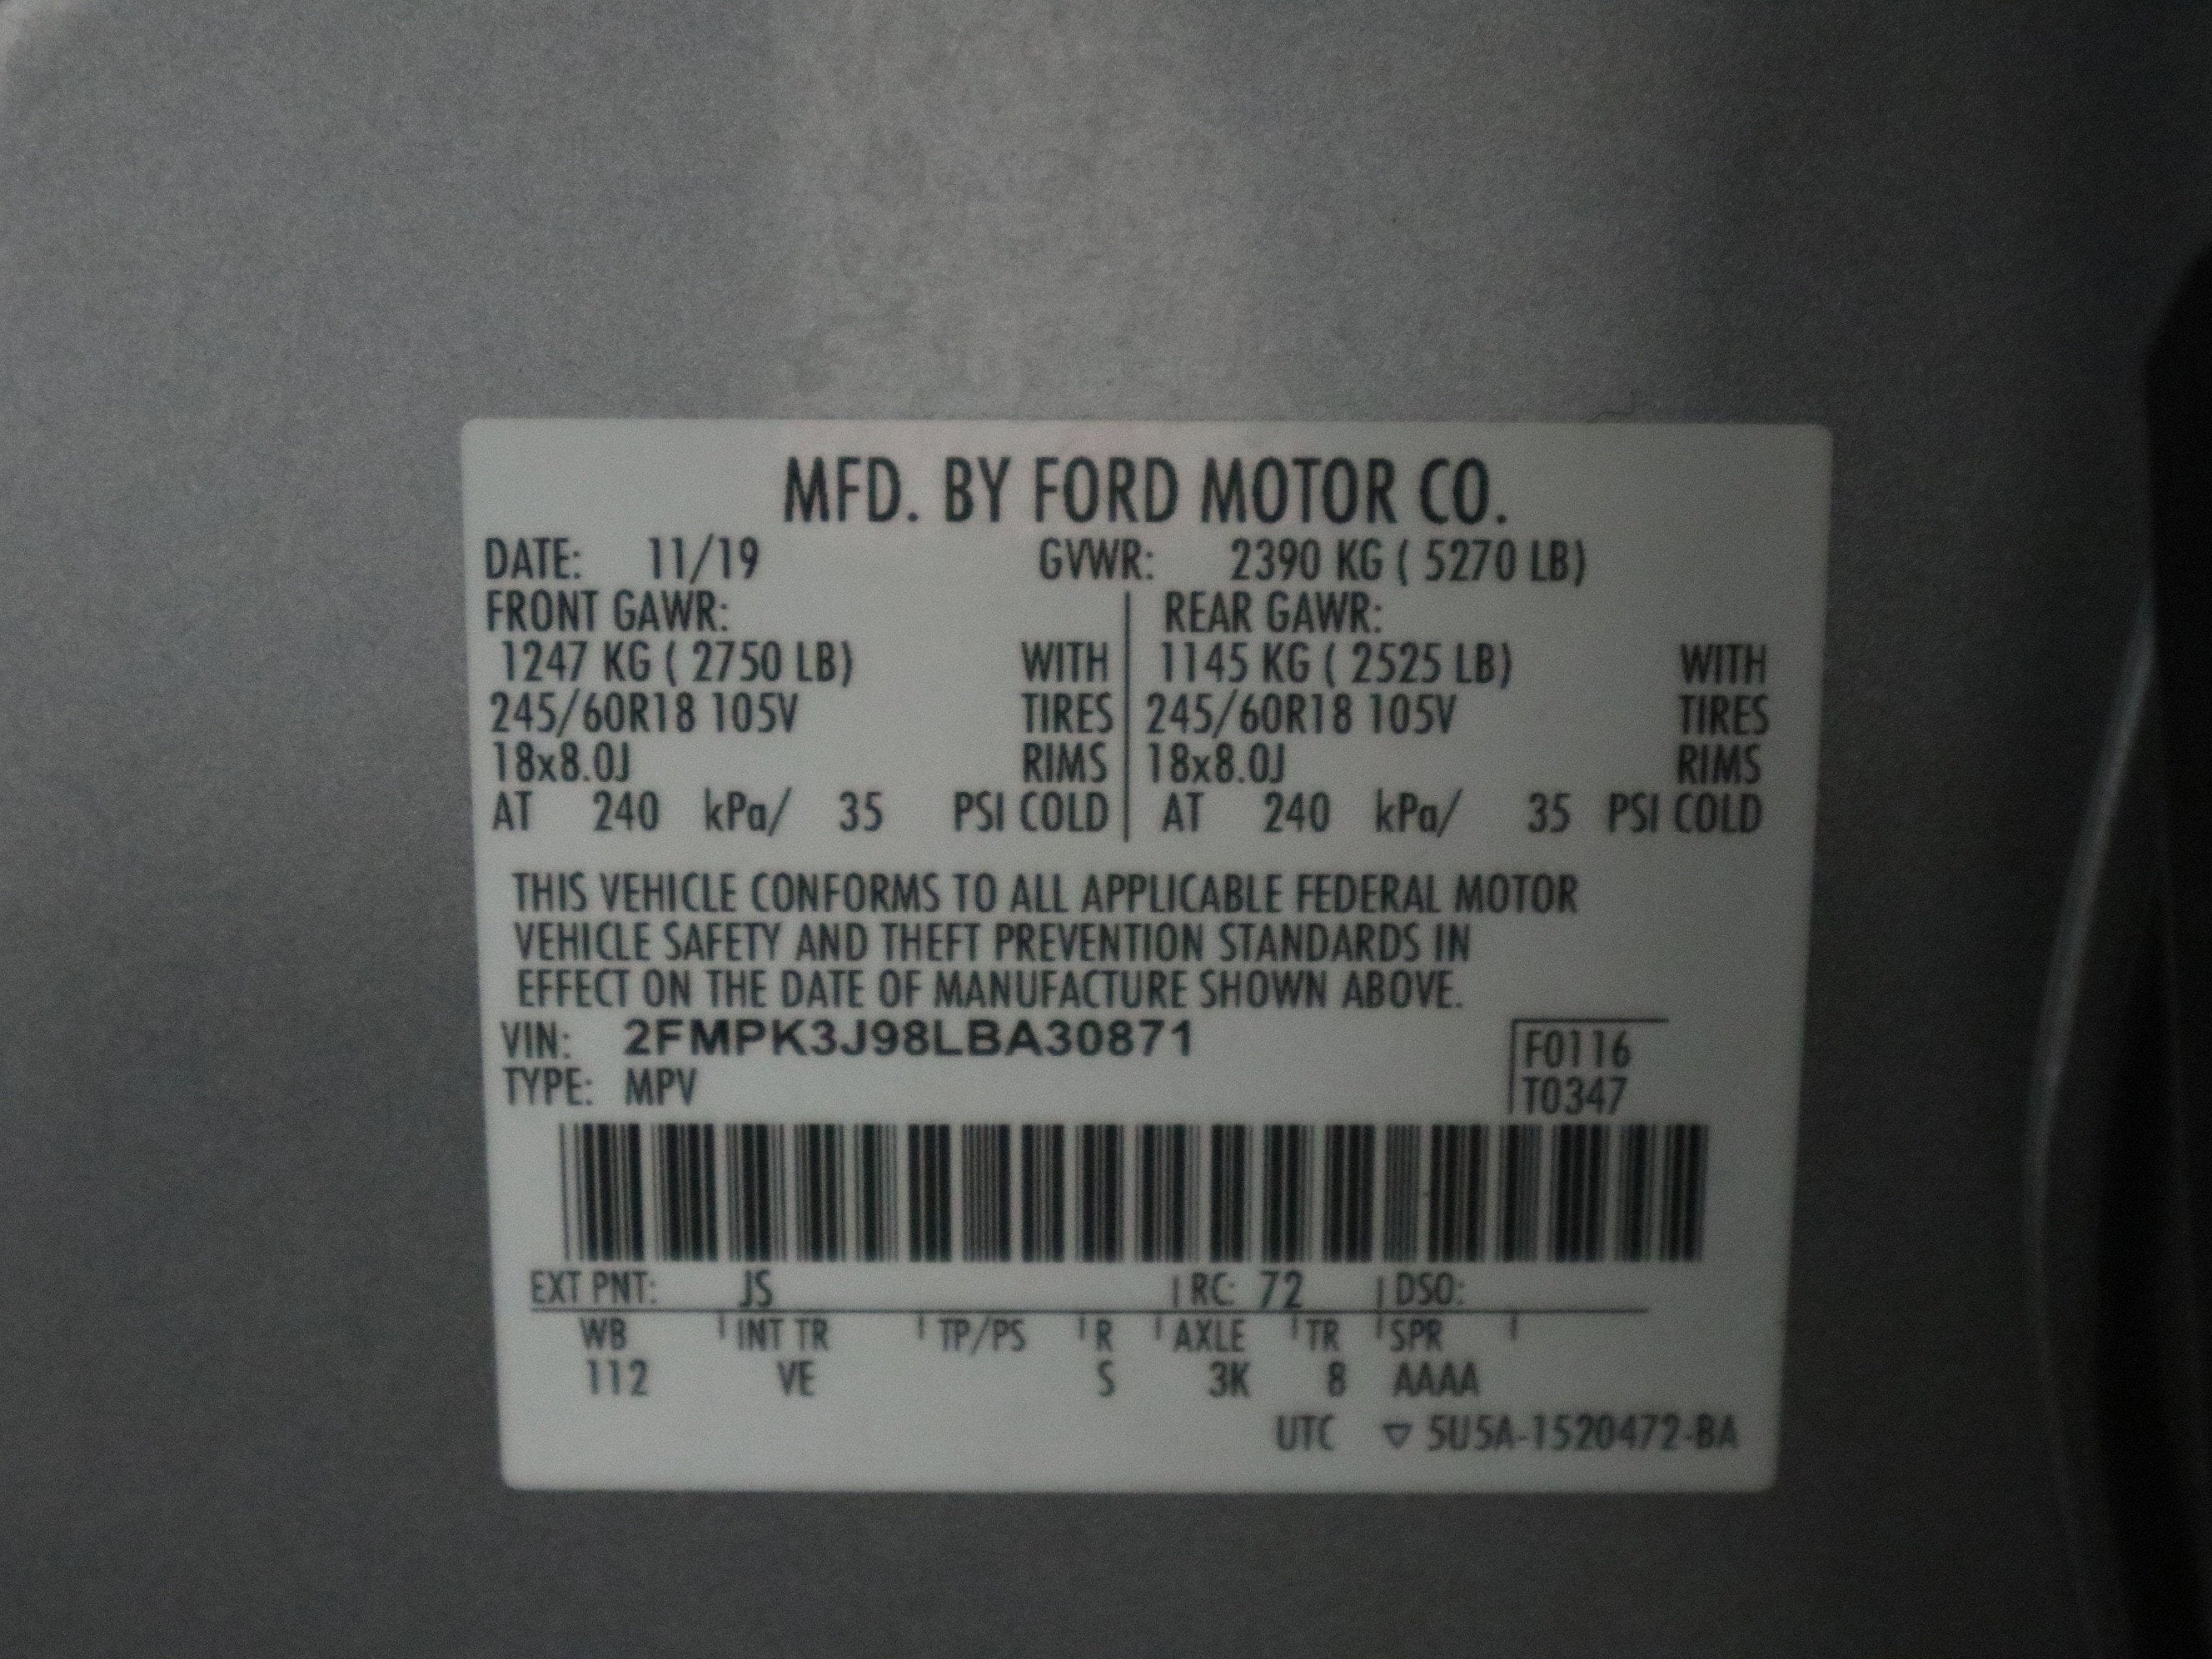 MFD. BY FORD MOTOR CO.
DATE: 11/19 GVWR: 2390 KG ( 5270 LB)
FRONT GAWR: REAR GAWR:
1247 KG ( 2750 LB) WITH 1145 KG ( 2525 LB) WITH
245/60R18 105V TIRES 245/60R18 105V TIRES
18x8.0J RIMS 18x8.0J RIMS
AT 240 kPa/ 35 PSI COLD AT 240 kPa/ 35 PSI COLD
THIS VEHICLE CONFORMS TO ALL APPLICABLE FEDERAL MOTOR
VEHICLE SAFETY AND THEFT PREVENTION STANDARDS IN
EFFECT ON THE DATE OF MANUFACTURE SHOWN ABOVE.
VIN: 2FMPK3J98LBA30871 F0116
TYPE: MPV T0347
EXT PNT: JS RC: 72 DSO:
WB INT TR TP/PS R AXLE TR SPR
112 VE S 3K 8 AAAA
UTC ▽ 5U5A-1520472-BA